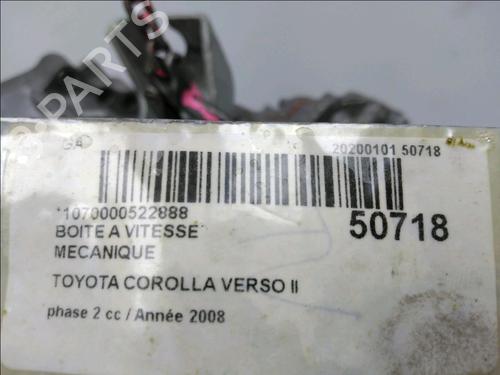 B-PARTS
GA
20200101 50718
*1070000522888
50718
BOITE A VITESSE
MECANIQUE
TOYOTA COROLLA VERSO II
phase 2 cc / Année 2008